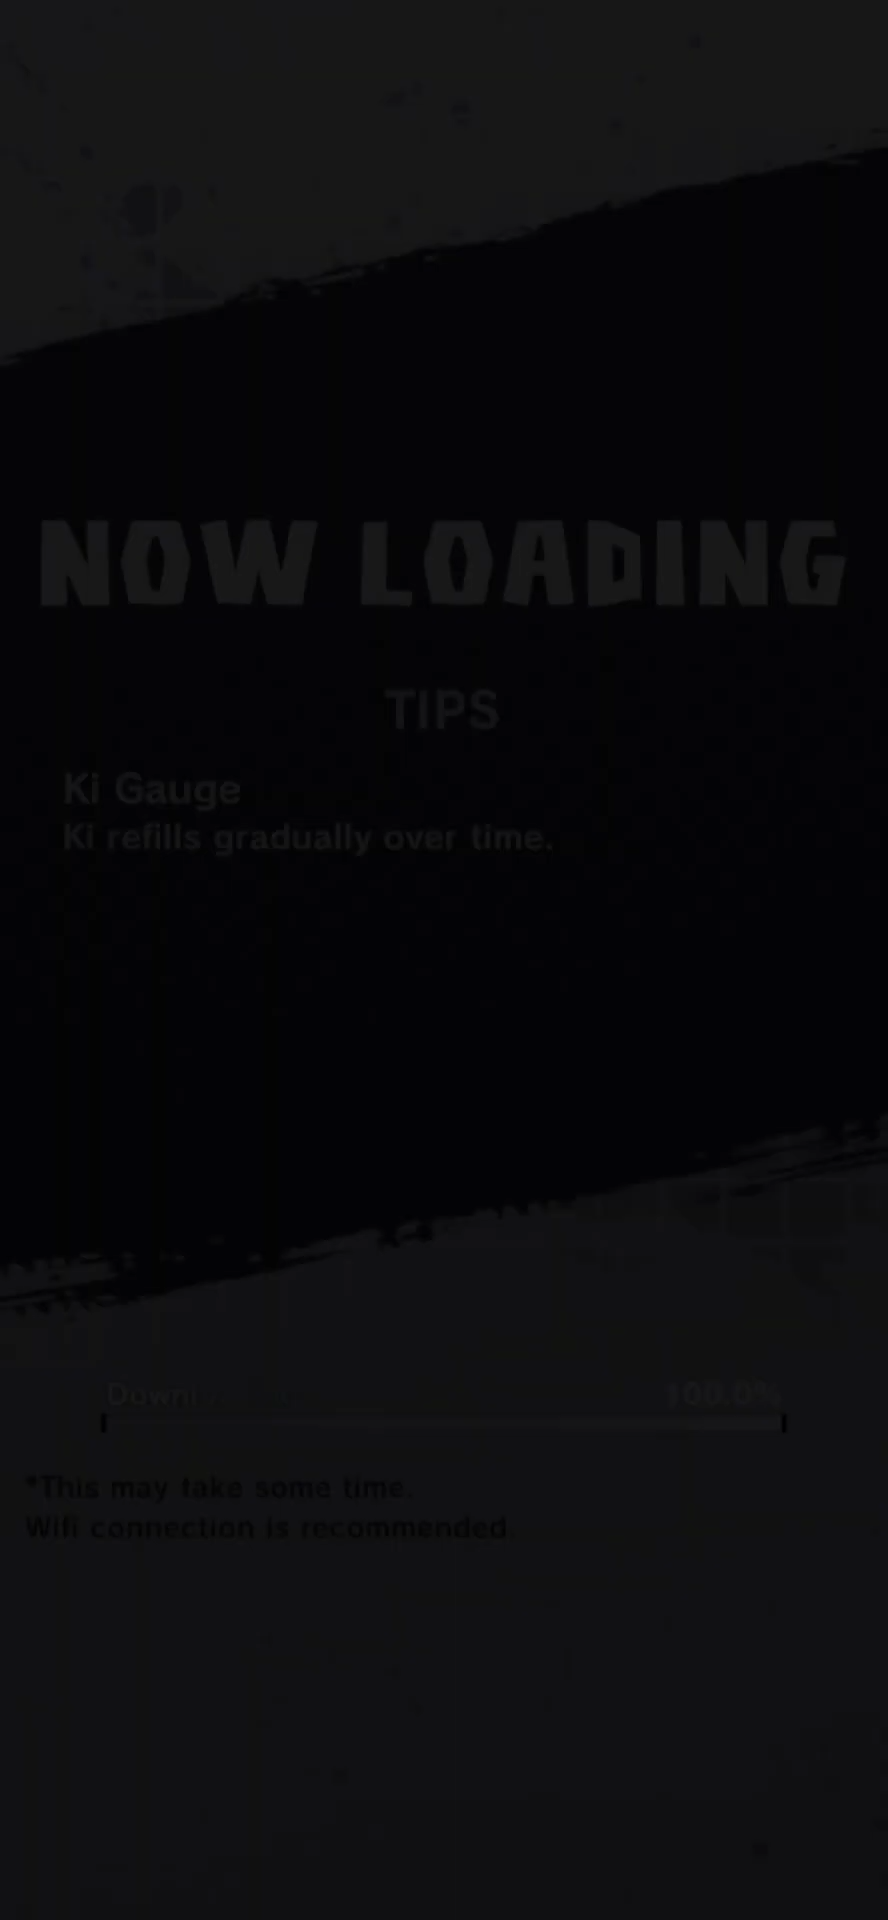 NOW LOADING
TIPS
Ki Gauge
Ki refills gradually over time.
100.0%
*This may take some time.
Wifi connection is recommended.